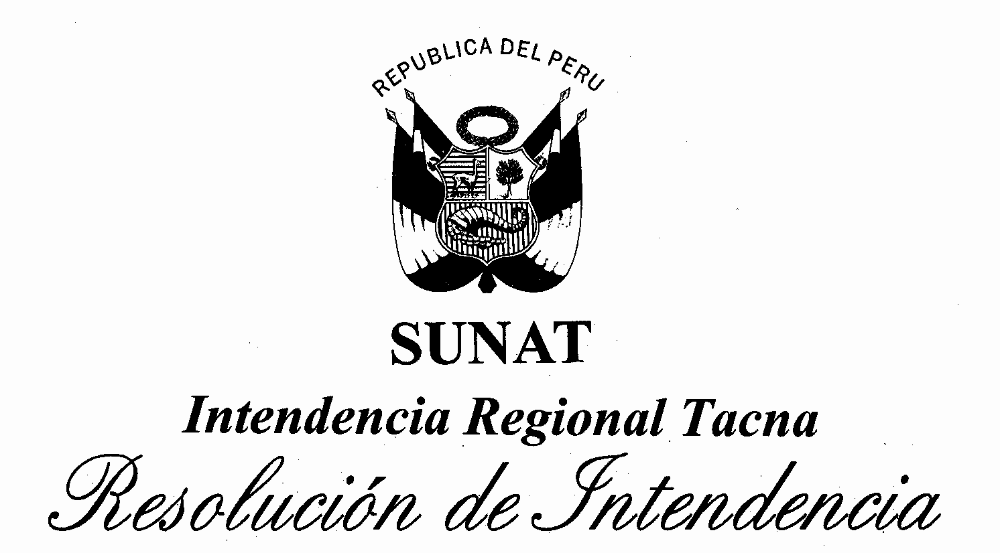 REPUBLICA DEL PERU
SUNAT
Intendencia Regional Tacna
Resolución de Intendencia